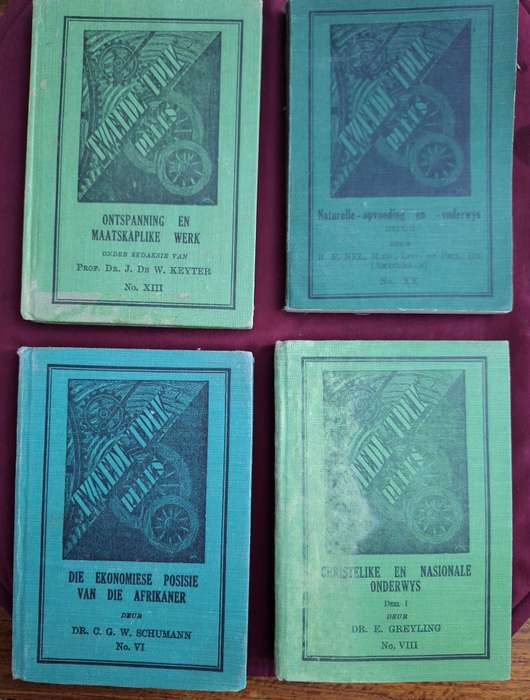 TWEEDE TREK
REEKS
ONTSPANNING EN
MAATSKAPLIKE WERK
ONDER REDAKSIE VAN
PROF. DR. J. DE W. KEYTER
No. XIII
TWEEDE TREK
REEKS
Naturelle-opvoeding en -onderwys
DEUR
No. XX
TWEEDE TREK
REEKS
DIE EKONOMIESE POSISIE
VAN DIE AFRIKANER
DEUR
DR. C. G. W. SCHUMANN
No. VI
TREK
REEKS
CHRISTELIKE EN NASIONALE
ONDERWYS
Deel I
DEUR
DR. E. GREYLING
No. VIII